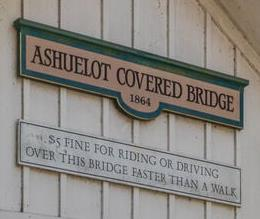 ASHUELOT COVERED BRIDGE
1864
$5 FINE FOR RIDING OR DRIVING
OVER THIS BRIDGE FASTER THAN A WALK